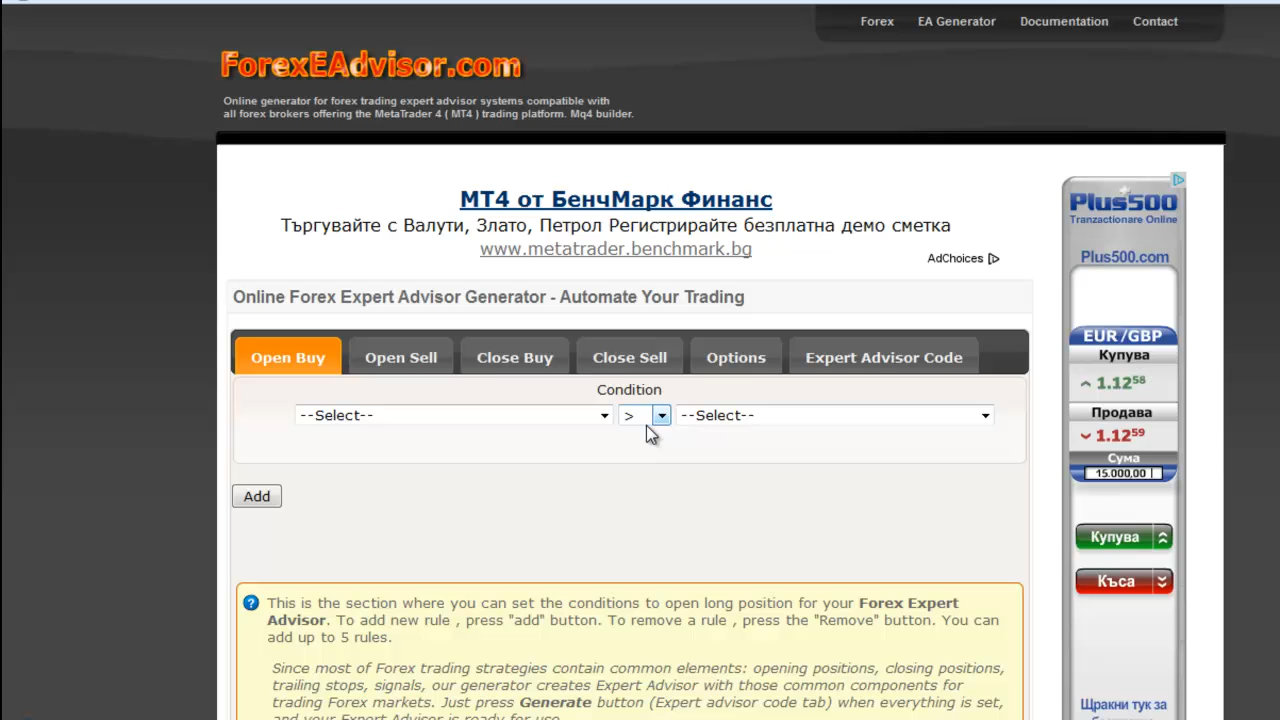 Forex EA Generator Documentation Contact
ForexEAdvisor.com
Online generator for forex trading expert advisor systems compatible with
all forex brokers offering the MetaTrader 4 ( MT4 ) trading platform. Mq4 builder.
МТ4 от БенчМарк Финанс
Търгувайте с Валути, Злато, Петрол Регистрирайте безплатна демо сметка
www.metatrader.benchmark.bg
AdChoices
Online Forex Expert Advisor Generator - Automate Your Trading
Open Buy Open Sell Close Buy Close Sell Options Expert Advisor Code
Condition
--Select-- > --Select--
Add
This is the section where you can set the conditions to open long position for your Forex Expert
Advisor. To add new rule , press "add" button. To remove a rule , press the "Remove" button. You can
add up to 5 rules.
Since most of Forex trading strategies contain common elements: opening positions, closing positions,
trailing stops, signals, our generator creates Expert Advisor with those common components for
trading Forex markets. Just press Generate button (Expert advisor code tab) when everything is set,
and your Expert Advisor is ready for use.
Plus500
Tranzactionare Online
Plus500.com
EUR/GBP
Купува
1.1258
Продава
1.1259
Сума
15.000,00
Купува
Къса
Щракни тук за